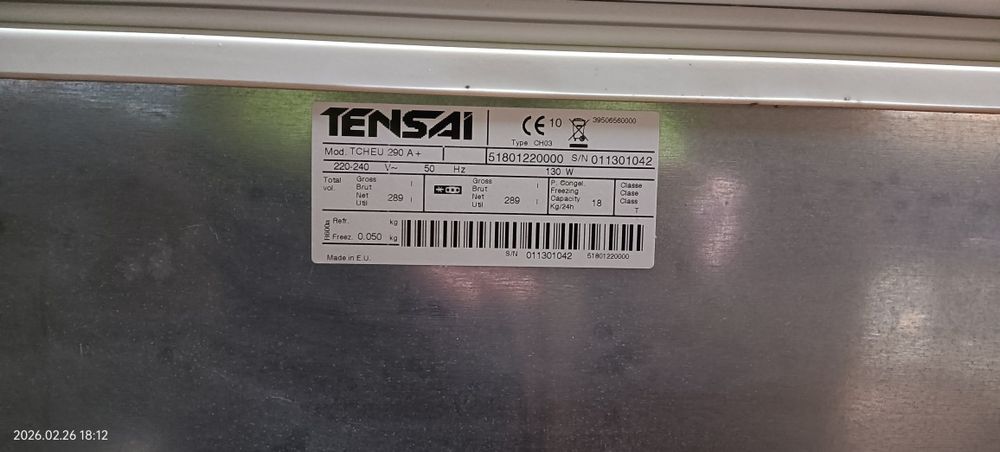 TENSAI
CE 10
39506560000
Type CH03
Mod. TCHEU 290 A+
51801220000 S/N 011301042
220-240 V~ 50 Hz 130 W
Total vol.
Gross
Brut
Net
Util
289 l
Gross
Brut
Net
Util
289 l
P. Congel.
Freezing
Capacity
Kg/24h
18
Classe
Clase
Class
T
R600a
Refr. kg
Freez. 0.050 kg
Made in E.U.
S/N 011301042 51801220000
2026.02.26 18:12